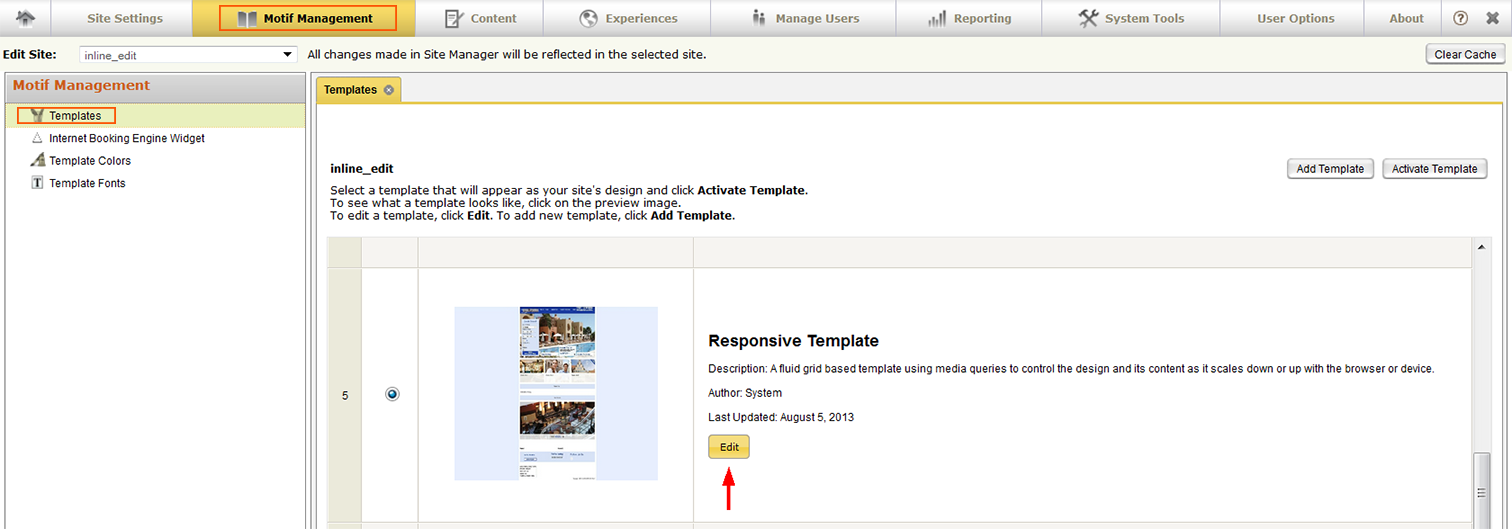 Site Settings
Motif Management
Content
Experiences
Manage Users
Reporting
System Tools
User Options
About
Edit Site:
inline_edit
All changes made in Site Manager will be reflected in the selected site.
Clear Cache
Motif Management
Templates
Internet Booking Engine Widget
Template Colors
T Template Fonts
Templates
inline_edit
Add Template
Activate Template
Select a template that will appear as your site's design and click Activate Template.
To see what a template looks like, click on the preview image.
To edit a template, click Edit. To add new template, click Add Template.
5
Responsive Template
Description: A fluid grid based template using media queries to control the design and its content as it scales down or up with the browser or device.
Author: System
Last Updated: August 5, 2013
Edit